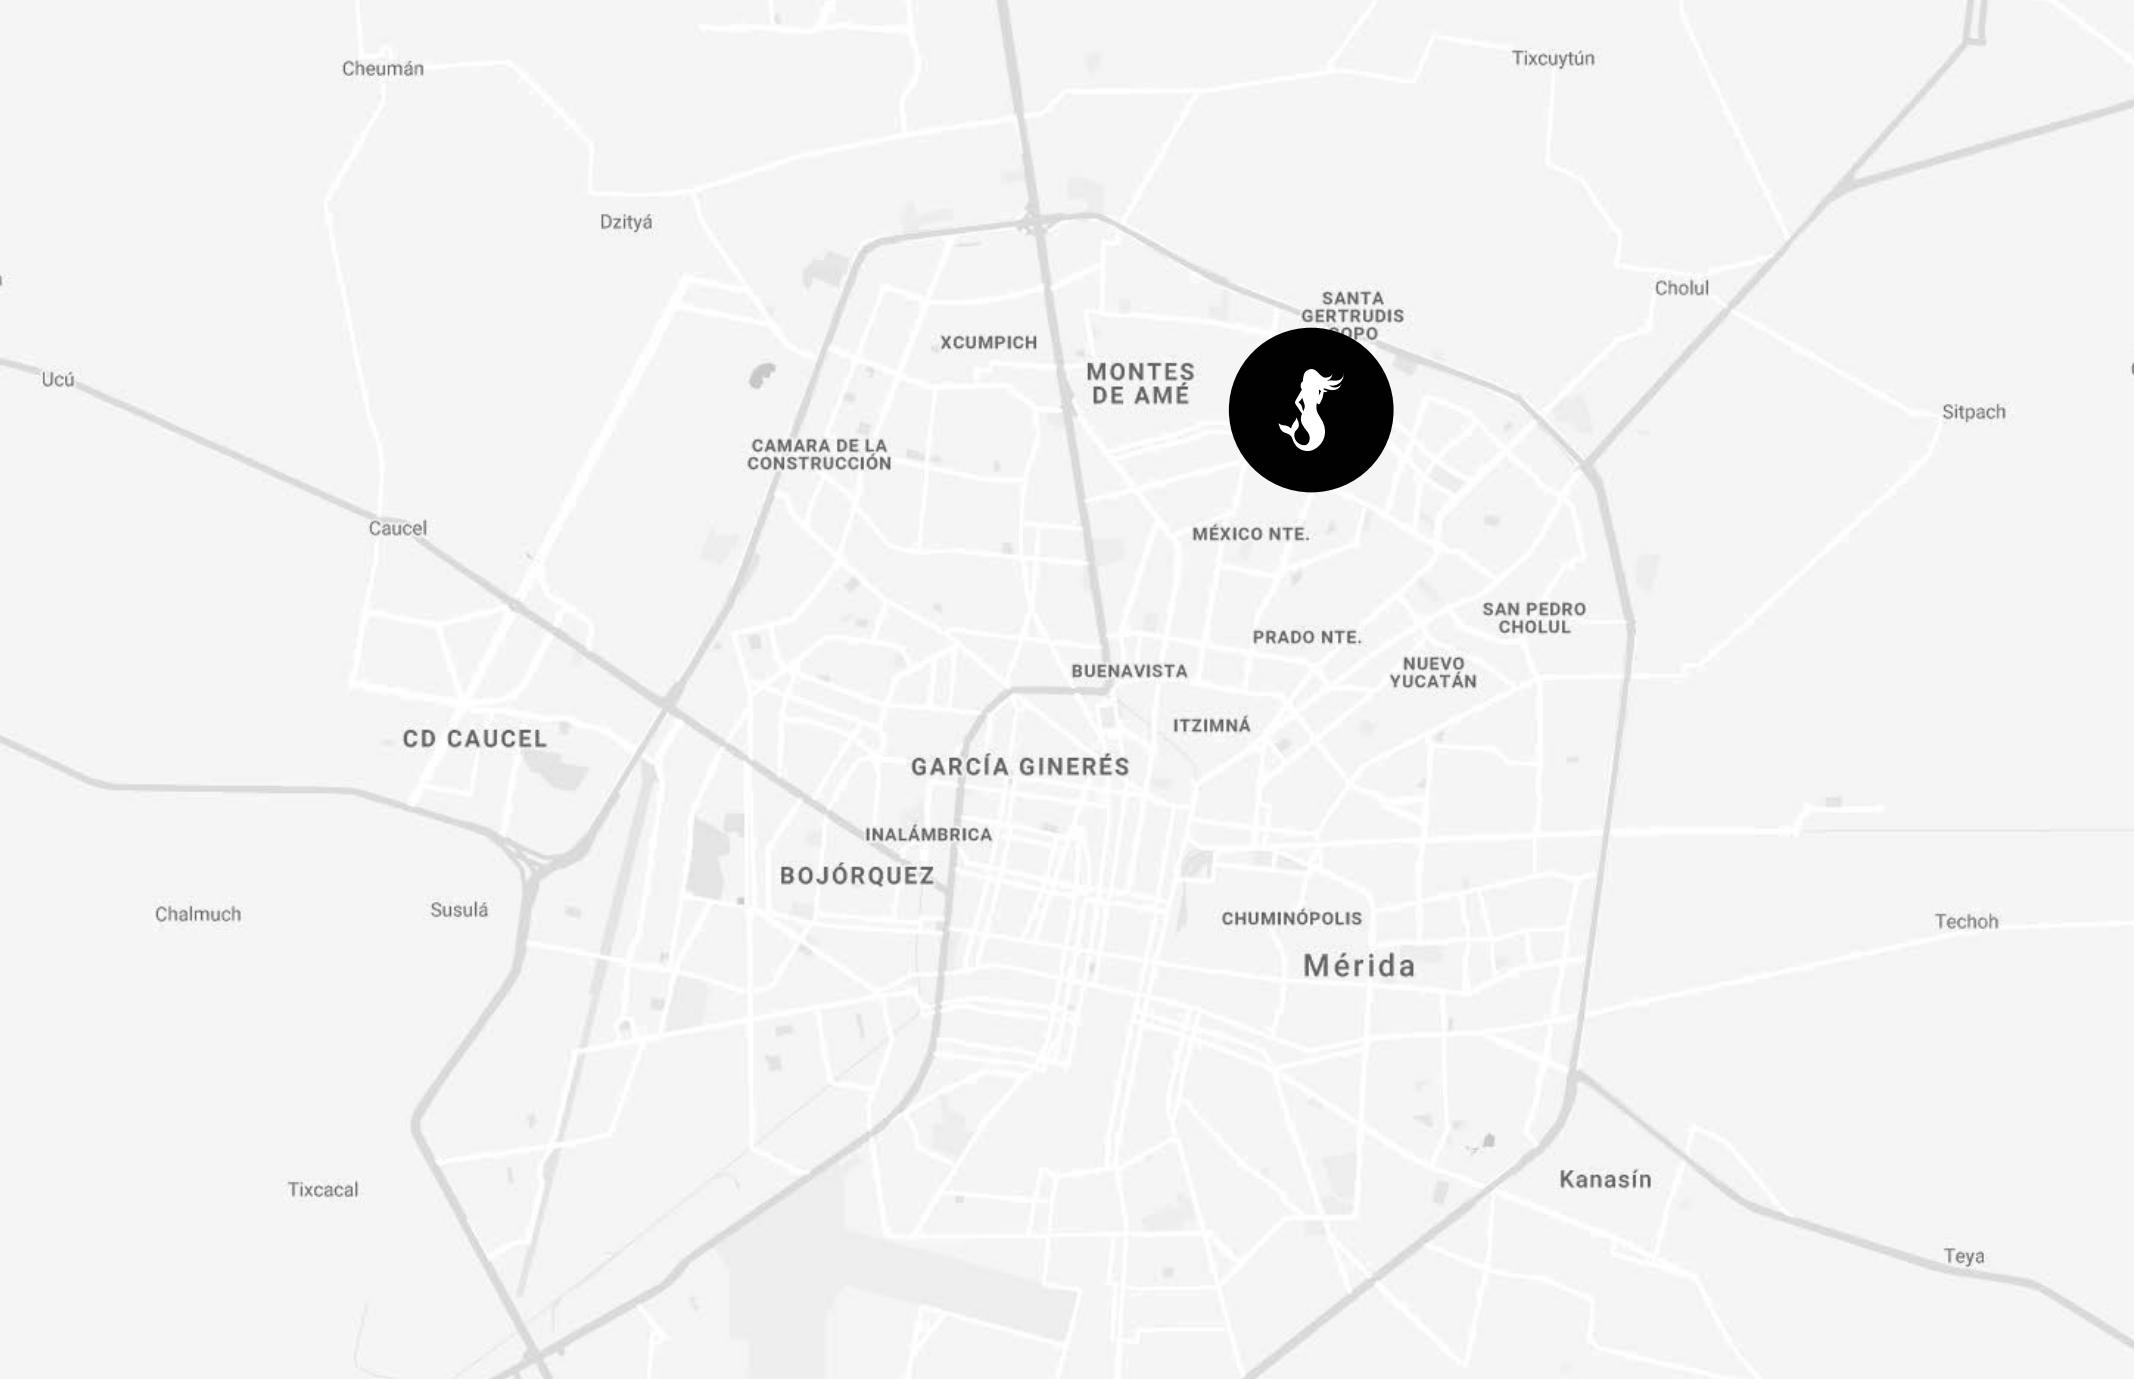 Tixcuytún
Cheumán
Dzityá
Cholul
SANTA
GERTRUDIS
COPO
XCUMPICH
MONTES
DE AMÉ
Ucú
Sitpach
CAMARA DE LA
CONSTRUCCIÓN
Caucel
MÉXICO NTE.
SAN PEDRO
CHOLUL
PRADO NTE.
BUENAVISTA
NUEVO
YUCATÁN
ITZIMNÁ
CD CAUCEL
GARCÍA GINERÉS
INALÁMBRICA
BOJÓRQUEZ
Chalmuch
Susulá
CHUMINÓPOLIS
Techoh
Mérida
Kanasín
Tixcacal
Teya